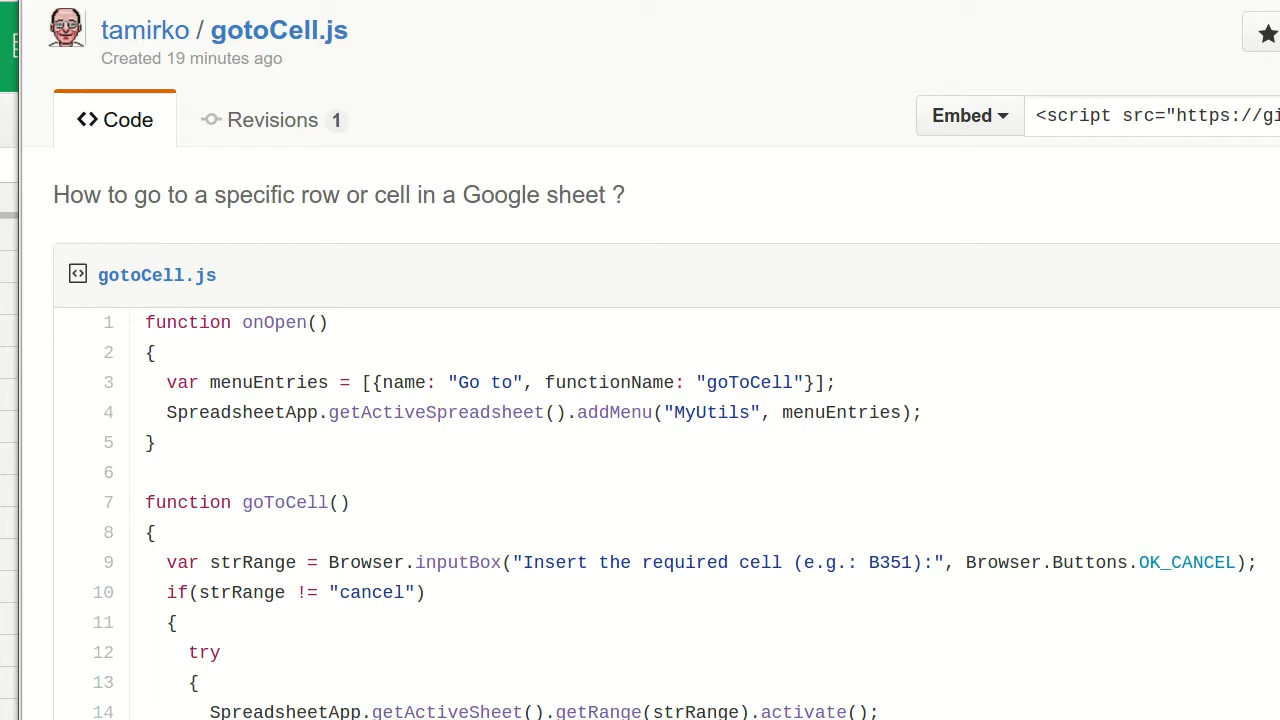 tamirko / gotoCell.js
Created 19 minutes ago
Code
Revisions 1
Embed
<script src="https://gi
How to go to a specific row or cell in a Google sheet ?
gotoCell.js
1 function onOpen()
2 {
3 var menuEntries = [{name: "Go to", functionName: "goToCell"}];
4 SpreadsheetApp.getActiveSpreadsheet().addMenu("MyUtils", menuEntries);
5 }
6
7 function goToCell()
8 {
9 var strRange = Browser.inputBox("Insert the required cell (e.g.: B351):", Browser.Buttons.OK_CANCEL);
10 if(strRange != "cancel")
11 {
12 try
13 {
14 SpreadsheetApp.getActiveSheet().getRange(strRange).activate();